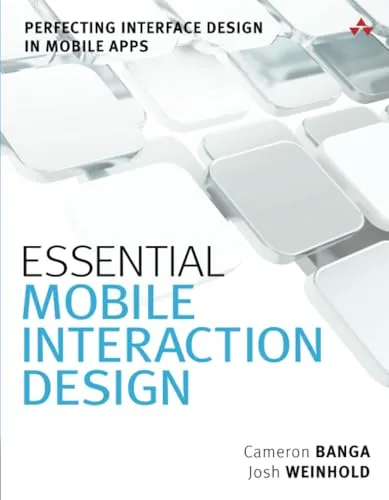 PERFECTING INTERFACE DESIGN
IN MOBILE APPS
ESSENTIAL
MOBILE
INTERACTION
DESIGN
Cameron BANGA
Josh WEINHOLD